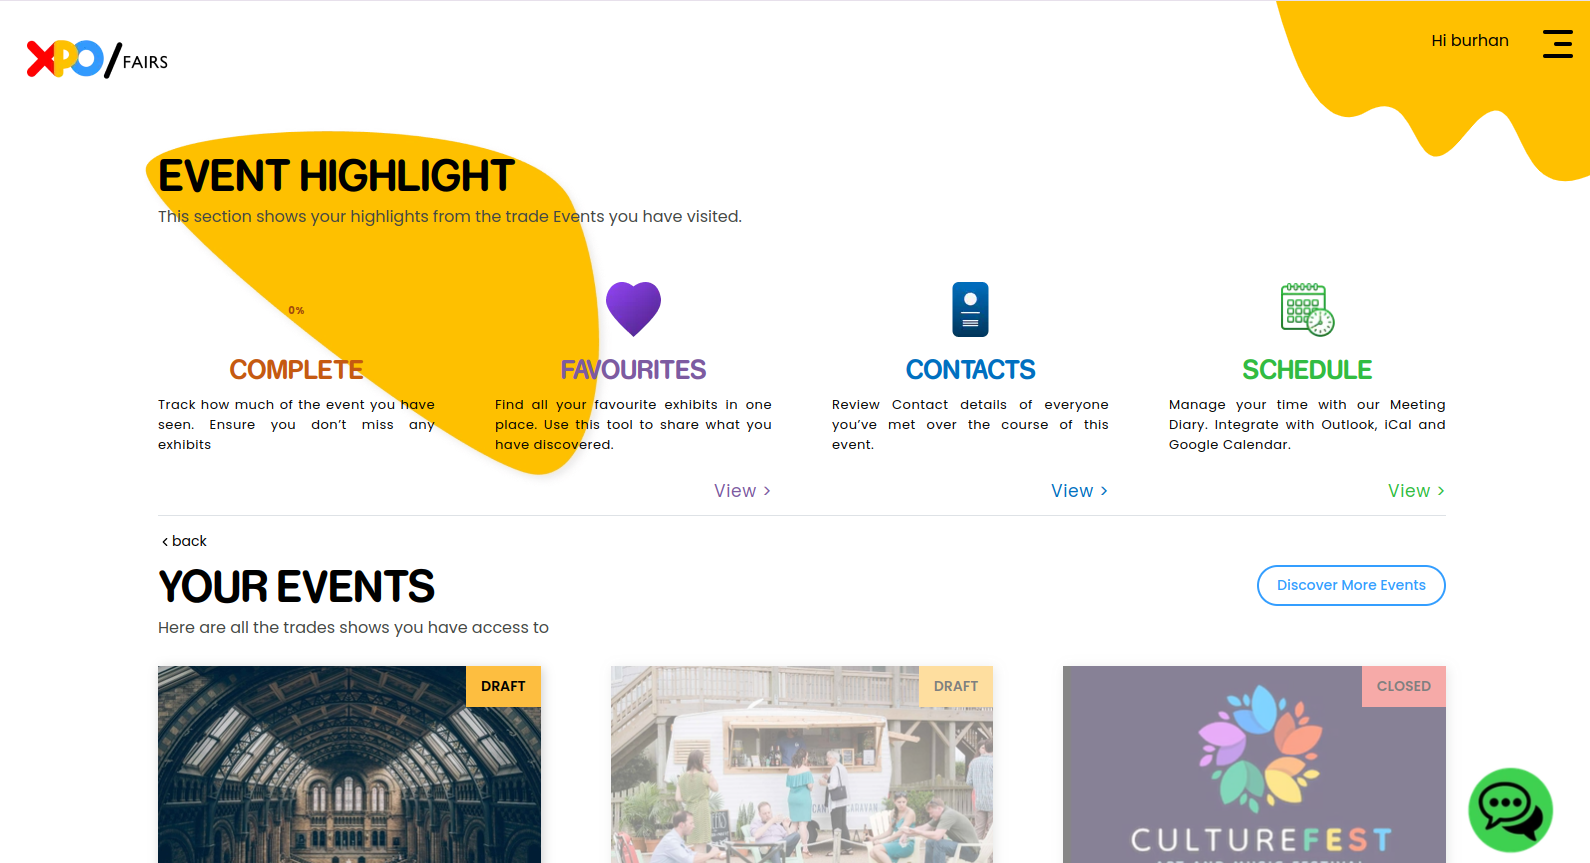 XPO/FAIRS
Hi burhan
EVENT HIGHLIGHT
This section shows your highlights from the trade Events you have visited.
0%
COMPLETE
Track how much of the event you have
seen. Ensure you don't miss any
exhibits
FAVOURITES
Find all your favourite exhibits in one
place. Use this tool to share what you
have discovered.
View >
CONTACTS
Review Contact details of everyone
you've met over the course of this
event.
View >
SCHEDULE
Manage your time with our Meeting
Diary. Integrate with Outlook, iCal and
Google Calendar.
View >
< back
YOUR EVENTS
Discover More Events
Here are all the trades shows you have access to
DRAFT
DRAFT
CLOSED
CULTUREFEST